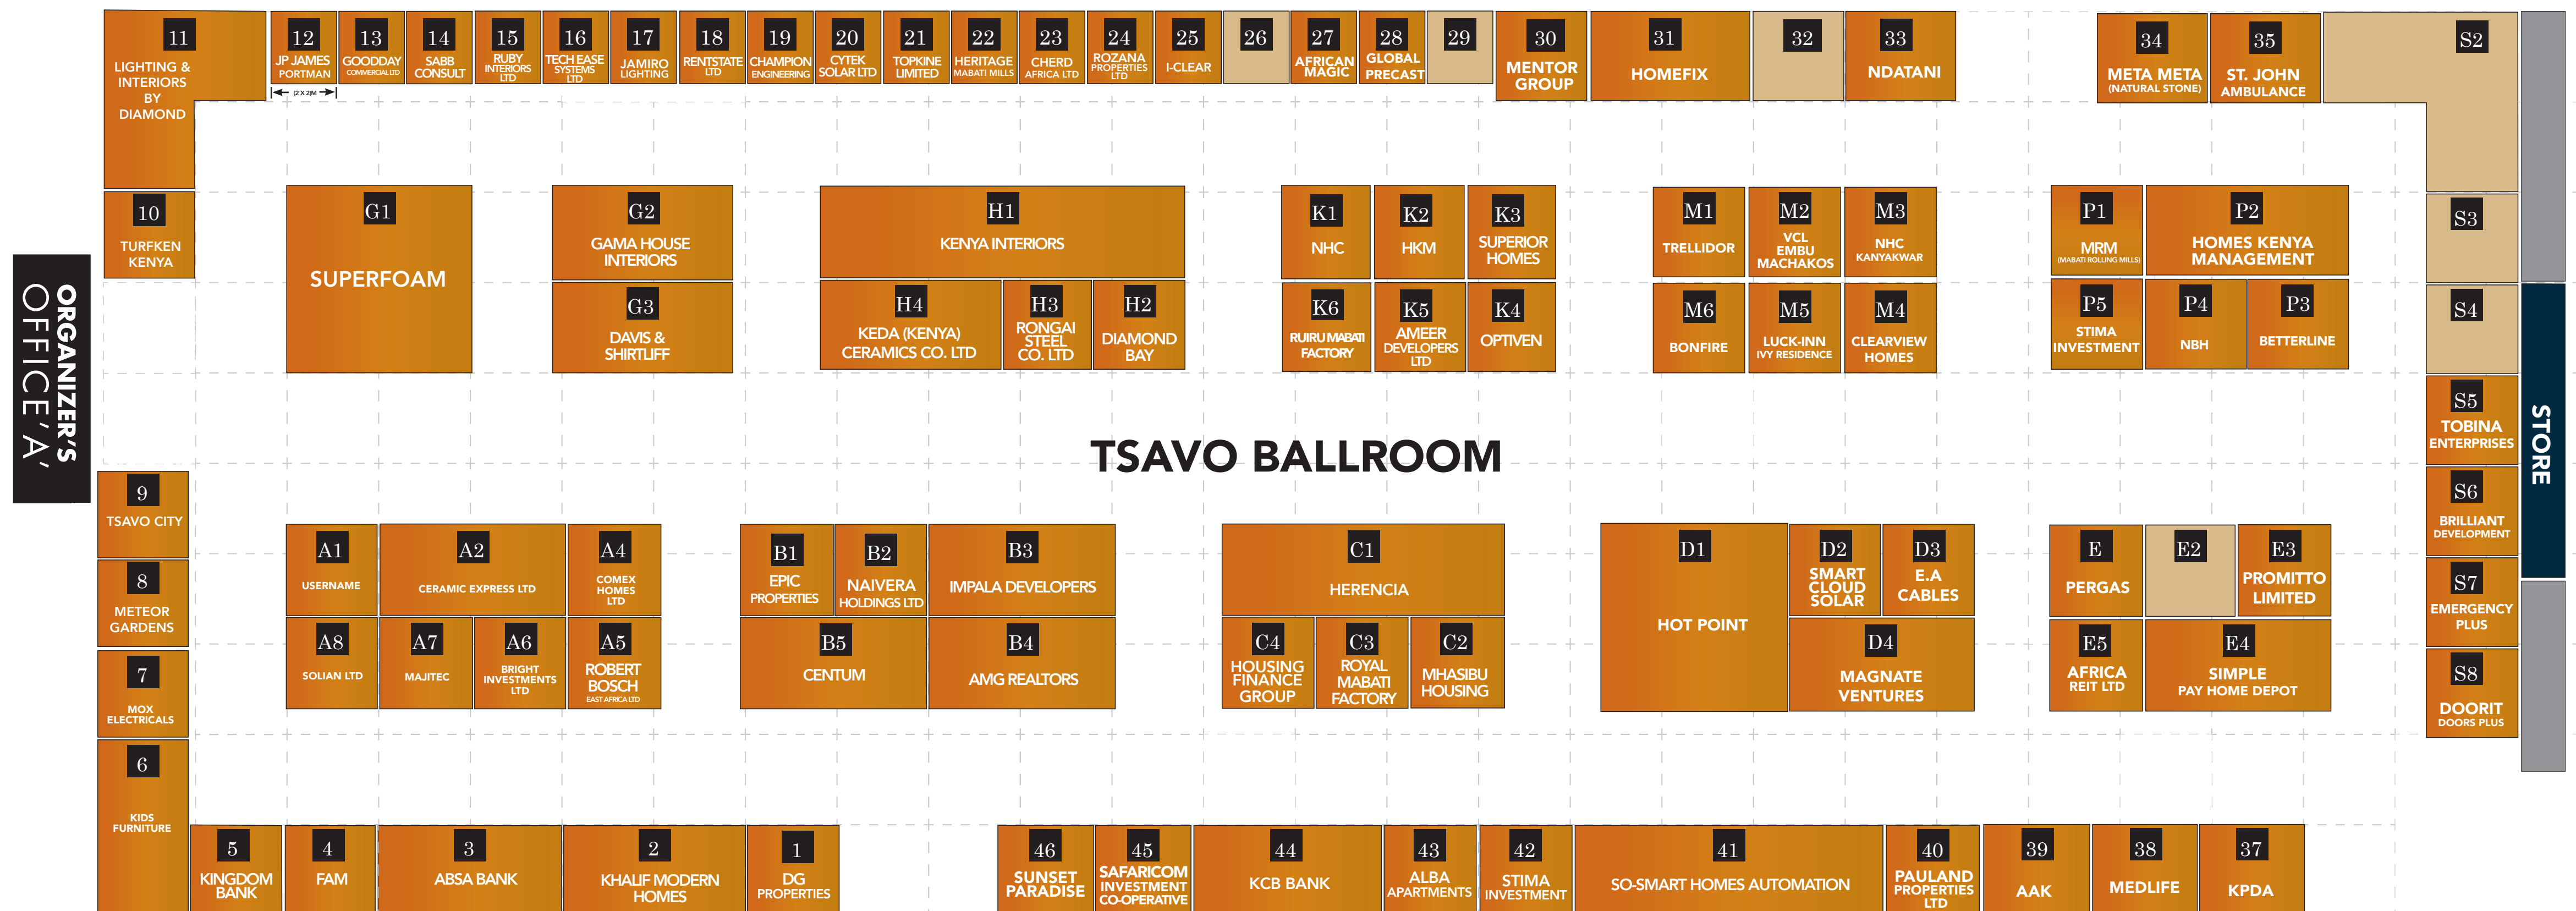 11
LIGHTING &
INTERIORS
BY
DIAMOND
12
JP JAMES
PORTMAN
(2 X 2)M
13
GOODDAY
COMMERCIAL LTD
14
SABB
CONSULT
15
RUBY
INTERIORS
LTD
16
TECH EASE
SYSTEMS
LTD
17
JAMIRO
LIGHTING
18
RENTSTATE
LTD
19
CHAMPION
ENGINEERING
20
CYTEK
SOLAR LTD
21
TOPKINE
LIMITED
22
HERITAGE
MABATI MILLS
23
CHERD
AFRICA LTD
24
ROZANA
PROPERTIES
LTD
25
I-CLEAR
26
27
AFRICAN
MAGIC
28
GLOBAL
PRECAST
29
30
MENTOR
GROUP
31
HOMEFIX
32
33
NDATANI
34
META META
(NATURAL STONE)
35
ST. JOHN
AMBULANCE
S2
10
TURFKEN
KENYA
G1
SUPERFOAM
G2
GAMA HOUSE
INTERIORS
G3
DAVIS &
SHIRTLIFF
H1
KENYA INTERIORS
H4
KEDA (KENYA)
CERAMICS CO. LTD
H3
RONGAI
STEEL
CO. LTD
H2
DIAMOND
BAY
K1
NHC
K2
HKM
K3
SUPERIOR
HOMES
K6
RUIRU MABATI
FACTORY
K5
AMEER
DEVELOPERS
LTD
K4
OPTIVEN
M1
TRELLIDOR
M2
VCL
EMBU
MACHAKOS
M3
NHC
KANYAKWAR
M6
BONFIRE
M5
LUCK-INN
IVY RESIDENCE
M4
CLEARVIEW
HOMES
P1
MRM
(MABATI ROLLING MILLS)
P2
HOMES KENYA
MANAGEMENT
P5
STIMA
INVESTMENT
P4
NBH
P3
BETTERLINE
S3
S4
S5
TOBINA
ENTERPRISES
S6
BRILLIANT
DEVELOPMENT
S7
EMERGENCY
PLUS
S8
DOORIT
DOORS PLUS
STORE
ORGANIZER'S
OFFICE'A'
TSAVO BALLROOM
9
TSAVO CITY
8
METEOR
GARDENS
7
MOX
ELECTRICALS
6
KIDS
FURNITURE
A1
USERNAME
A2
CERAMIC EXPRESS LTD
A4
COMEX
HOMES
LTD
A8
SOLIAN LTD
A7
MAJITEC
A6
BRIGHT
INVESTMENTS
LTD
A5
ROBERT
BOSCH
EAST AFRICA LTD
B1
EPIC
PROPERTIES
B2
NAIVERA
HOLDINGS LTD
B3
IMPALA DEVELOPERS
B5
CENTUM
B4
AMG REALTORS
C1
HERENCIA
C4
HOUSING
FINANCE
GROUP
C3
ROYAL
MABATI
FACTORY
C2
MHASIBU
HOUSING
D1
HOT POINT
D2
SMART
CLOUD
SOLAR
D3
E.A
CABLES
D4
MAGNATE
VENTURES
E
PERGAS
E2
E3
PROMITTO
LIMITED
E5
AFRICA
REIT LTD
E4
SIMPLE
PAY HOME DEPOT
5
KINGDOM
BANK
4
FAM
3
ABSA BANK
2
KHALIF MODERN
HOMES
1
DG
PROPERTIES
46
SUNSET
PARADISE
45
SAFARICOM
INVESTMENT
CO-OPERATIVE
44
KCB BANK
43
ALBA
APARTMENTS
42
STIMA
INVESTMENT
41
SO-SMART HOMES AUTOMATION
40
PAULAND
PROPERTIES
LTD
39
AAK
38
MEDLIFE
37
KPDA